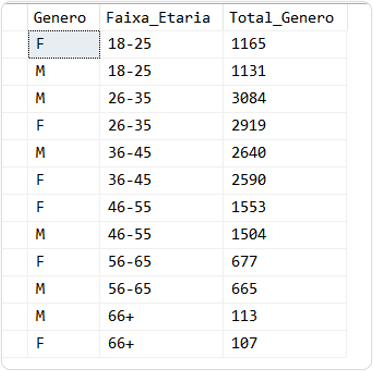 Genero Faixa_Etaria Total_Genero
F 18-25 1165
M 18-25 1131
M 26-35 3084
F 26-35 2919
M 36-45 2640
F 36-45 2590
F 46-55 1553
M 46-55 1504
F 56-65 677
M 56-65 665
M 66+ 113
F 66+ 107